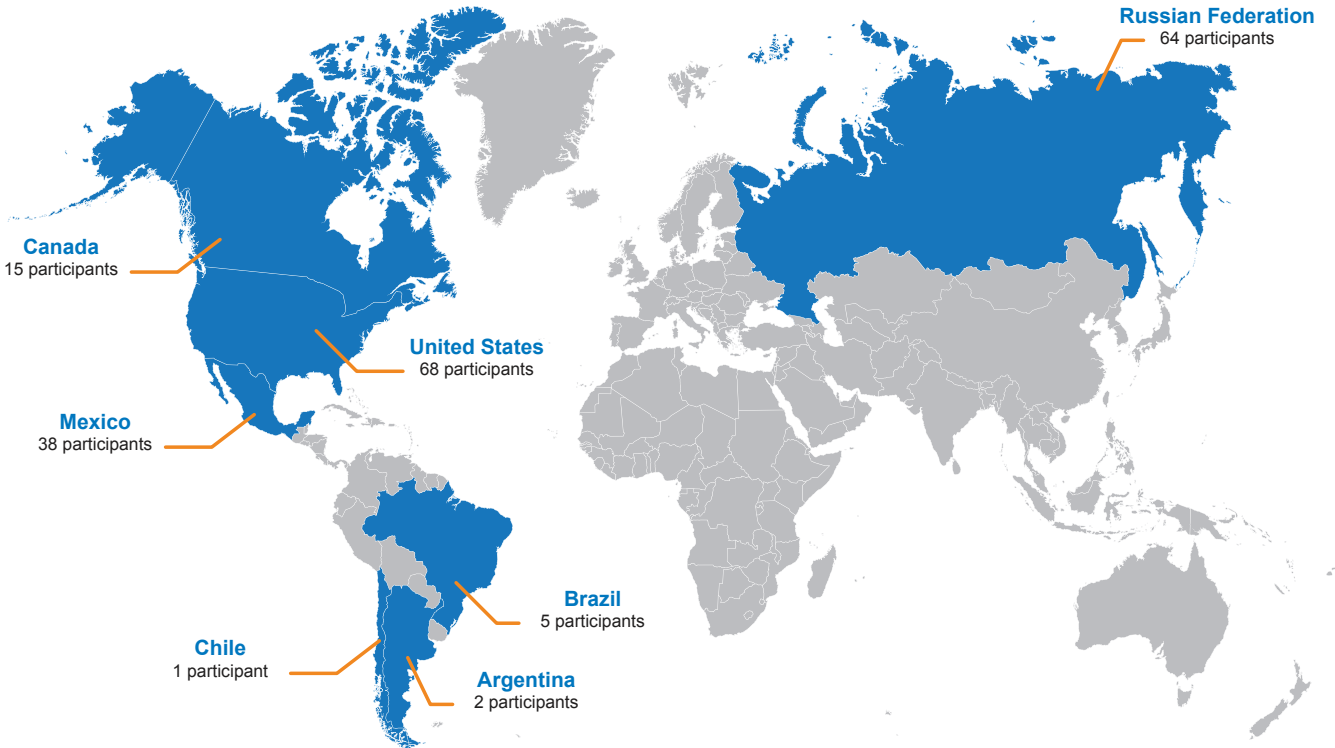 Russian Federation
64 participants
Canada
15 participants
United States
68 participants
Mexico
38 participants
Brazil
5 participants
Chile
1 participant
Argentina
2 participants